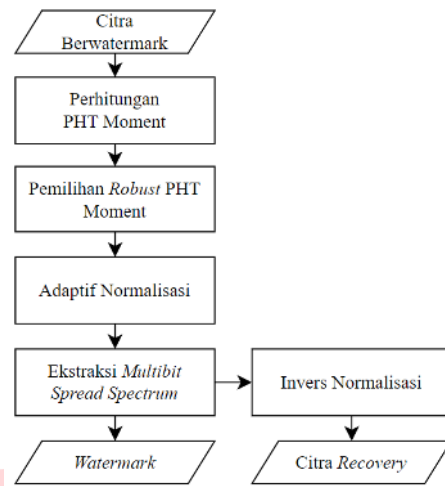 Citra
Berwatermark
Perhitungan
PHT Moment
Pemilihan Robust PHT
Moment
Adaptif Normalisasi
Ekstraksi Multibit
Spread Spectrum
Invers Normalisasi
Watermark
Citra Recovery